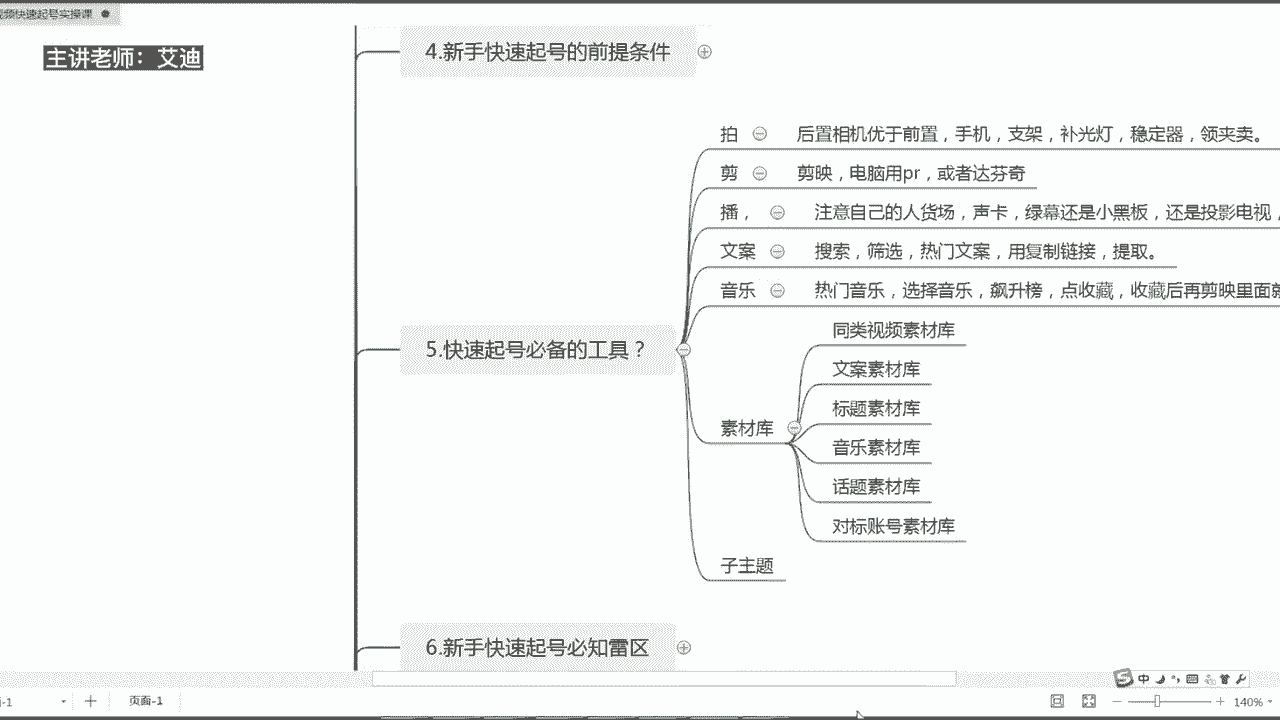 视频快速起号实操课
主讲老师：艾迪
4.新手快速起号的前提条件
拍 后置相机优于前置，手机，支架，补光灯，稳定器，领夹卖。
剪 剪映，电脑用pr，或者达芬奇
播， 注意自己的人货场，声卡，绿幕还是小黑板，还是投影电视，
文案 搜索，筛选，热门文案，用复制链接，提取。
音乐 热门音乐，选择音乐，飙升榜，点收藏，收藏后再剪映里面就
5.快速起号必备的工具？
素材库
同类视频素材库
文案素材库
标题素材库
音乐素材库
话题素材库
对标账号素材库
子主题
6.新手快速起号必知雷区
中
-1
页面-1
140%